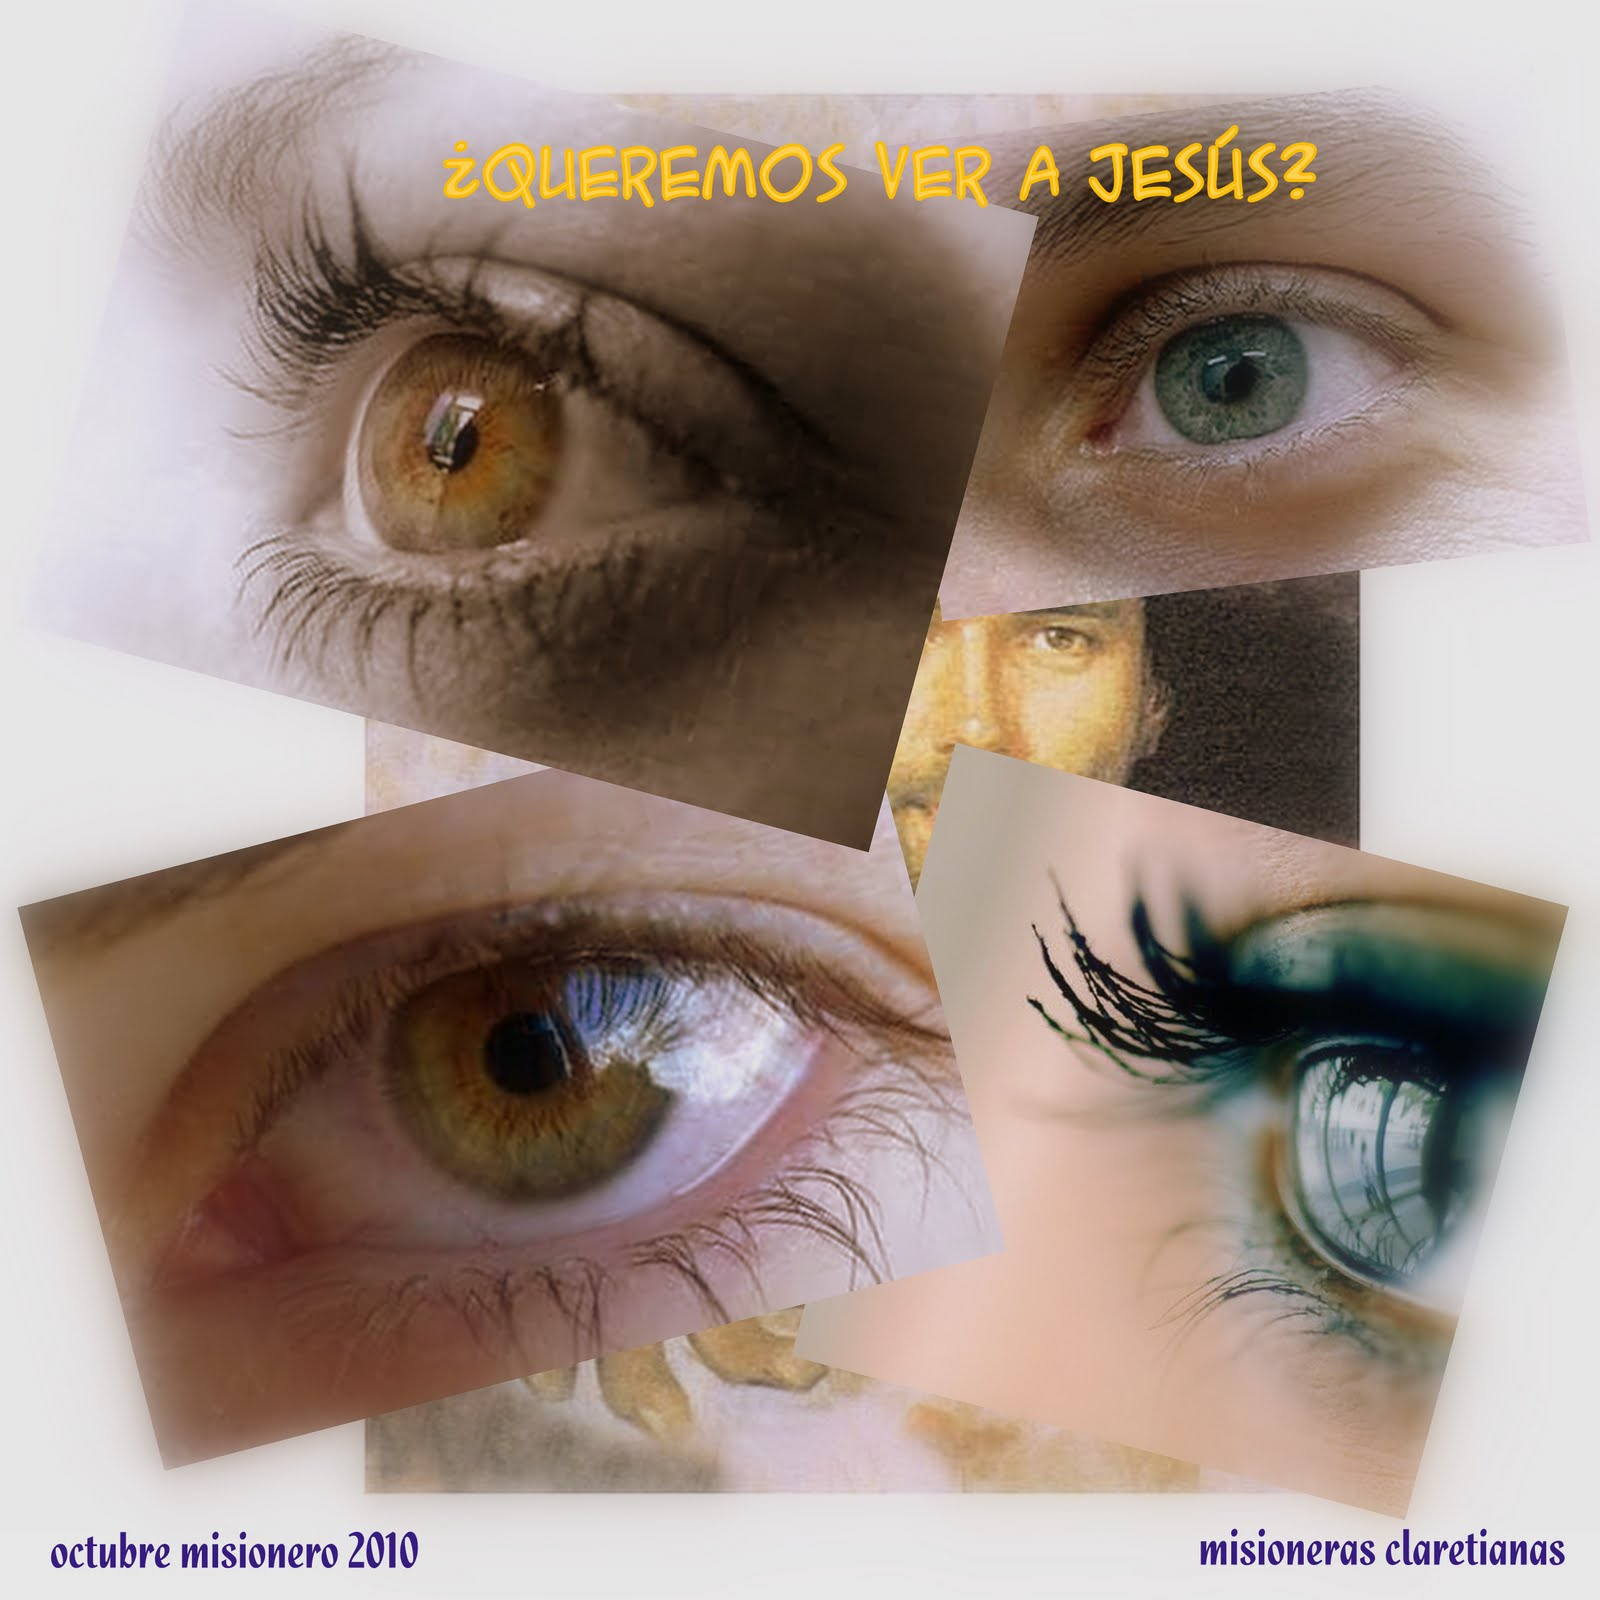 ¿QUEREMOS VER A JESÚS?
octubre misionero 2010
misioneras claretianas